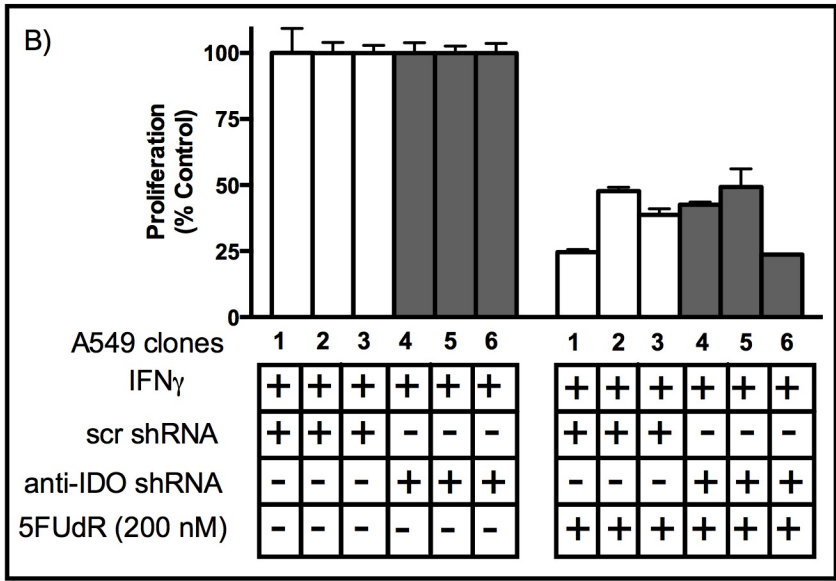 B)
Proliferation
(% Control)
100
75
50
25
0
A549 clones 1 2 3 4 5 6 1 2 3 4 5 6
IFNγ + + + + + + + + + + + +
scr shRNA + + + - - - + + + - - -
anti-IDO shRNA - - - + + + - - - + + +
5FUdR (200 nM) - - - - - - + + + + + +